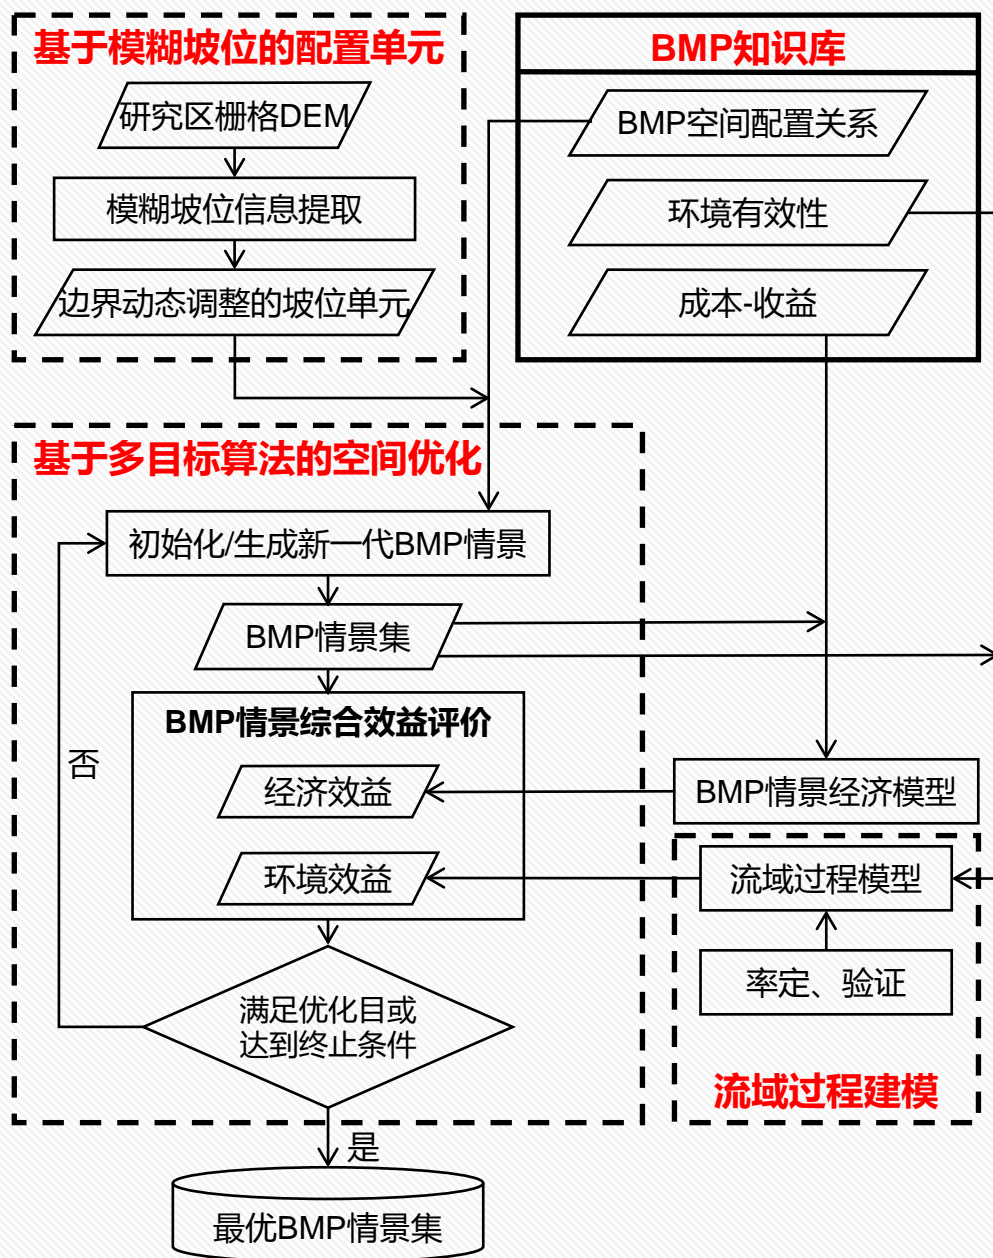 基于模糊坡位的配置单元
研究区栅格DEM
模糊坡位信息提取
边界动态调整的坡位单元
BMP知识库
BMP空间配置关系
环境有效性
成本-收益
基于多目标算法的空间优化
初始化/生成新一代BMP情景
BMP情景集
BMP情景综合效益评价
经济效益
环境效益
否
满足优化目或
达到终止条件
是
最优BMP情景集
BMP情景经济模型
流域过程模型
率定、验证
流域过程建模